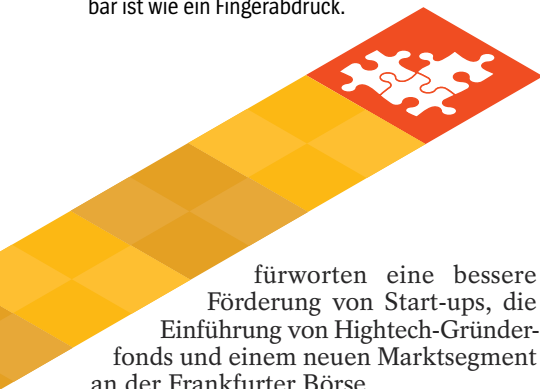 bar ist wie ein Fingerabdruck.
fürworten eine bessere
Förderung von Start-ups, die
Einführung von Hightech-Gründer-
fonds und einem neuen Marktsegment
an der Frankfurter Börse.